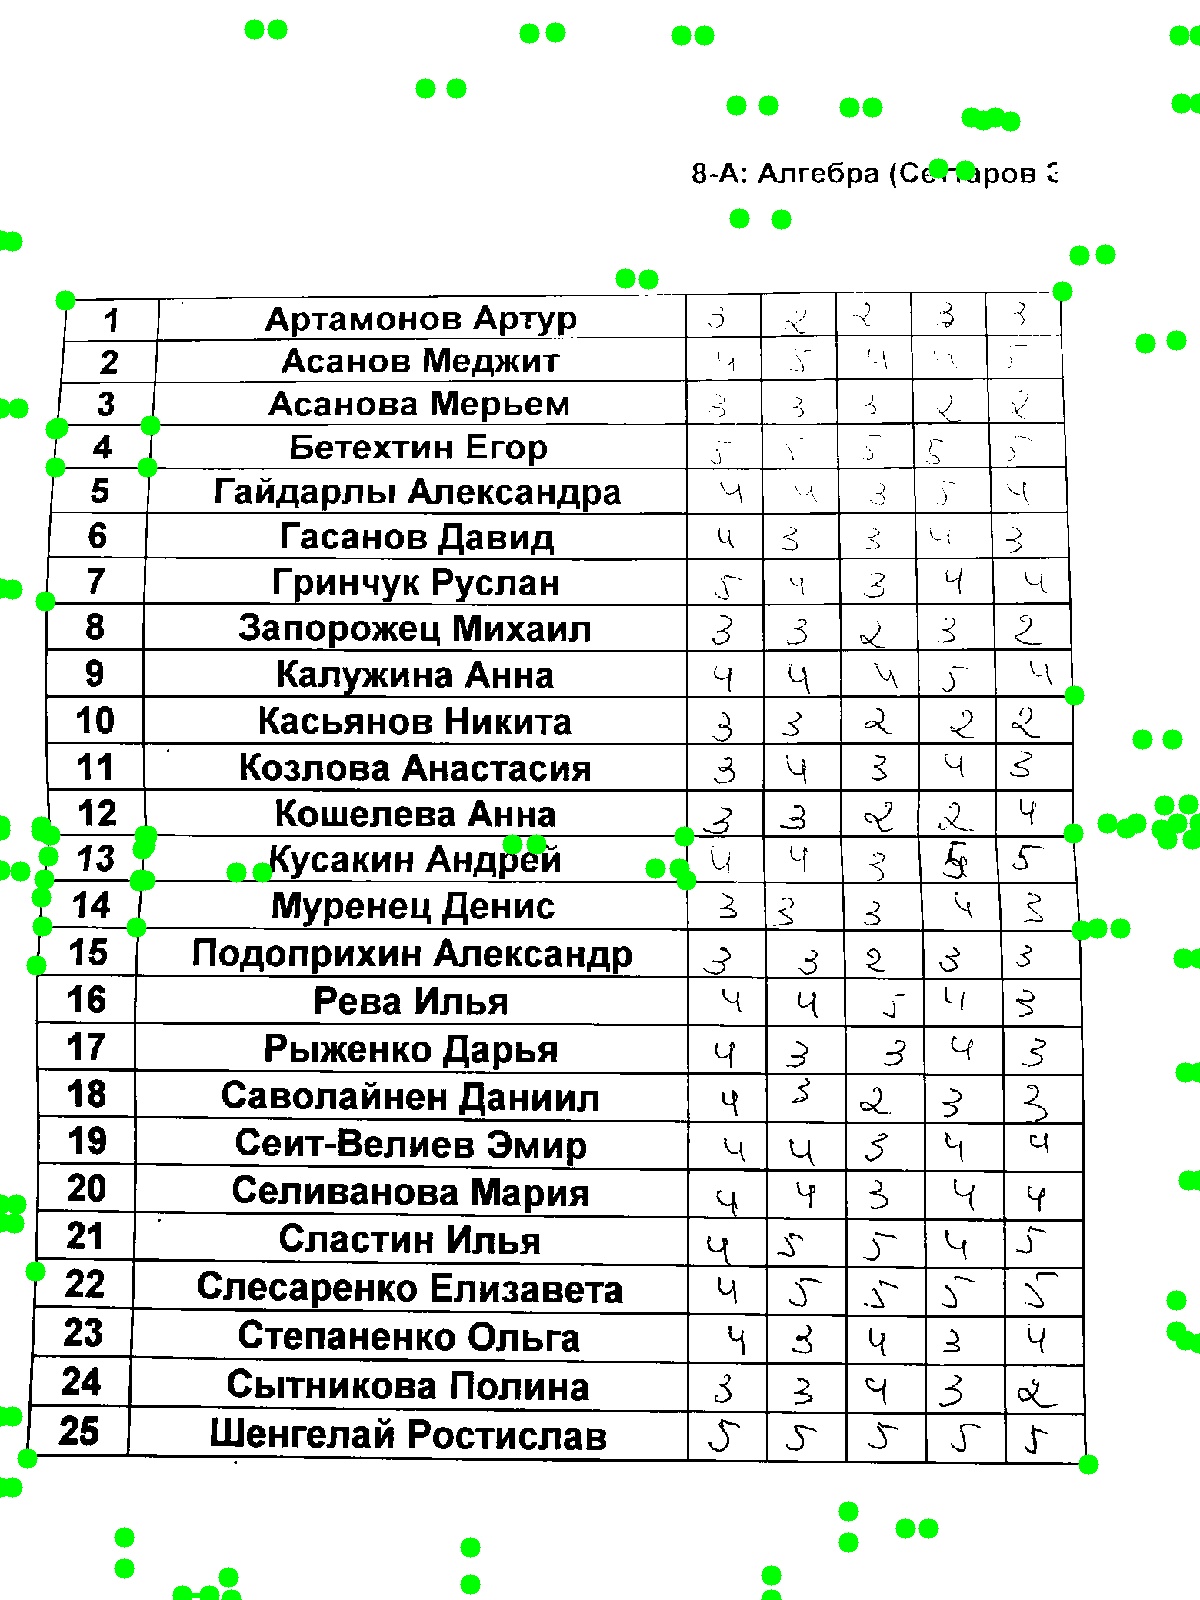 8-А: Алгебра (Сеттаров Э
1 Артамонов Артур 3 2 2 3 3
2 Асанов Меджит 4 5 4 4 5
3 Асанова Мерьем 3 3 3 2 2
4 Бетехтин Егор 5 5 5 5 5
5 Гайдарлы Александра 4 4 3 5 4
6 Гасанов Давид 4 3 3 4 3
7 Гринчук Руслан 5 4 3 4 4
8 Запорожец Михаил 3 3 2 3 2
9 Калужина Анна 4 4 4 5 4
10 Касьянов Никита 3 3 2 2 2
11 Козлова Анастасия 3 4 3 4 3
12 Кошелева Анна 3 3 2 2 4
13 Кусакин Андрей 4 4 3 5 5
14 Муренец Денис 3 3 3 4 3
15 Подоприхин Александр 3 3 2 3 3
16 Рева Илья 4 4 5 4 3
17 Рыженко Дарья 4 3 3 4 3
18 Саволайнен Даниил 4 3 2 3 3
19 Сеит-Велиев Эмир 4 4 3 4 4
20 Селиванова Мария 4 4 3 4 4
21 Сластин Илья 4 5 5 4 5
22 Слесаренко Елизавета 4 5 5 5 5
23 Степаненко Ольга 4 3 4 3 4
24 Сытникова Полина 3 3 4 3 2
25 Шенгелай Ростислав 5 5 5 5 5